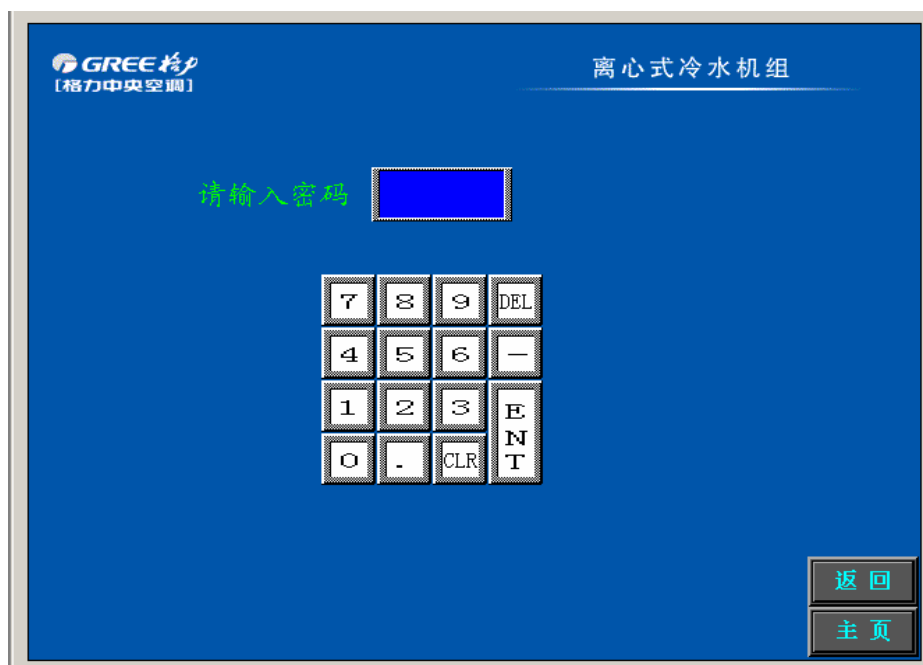 GREE格力
[格力中央空调]
离心式冷水机组
请输入密码
7 8 9 DEL
4 5 6 —
1 2 3 ENT
0 . CLR
返回
主页